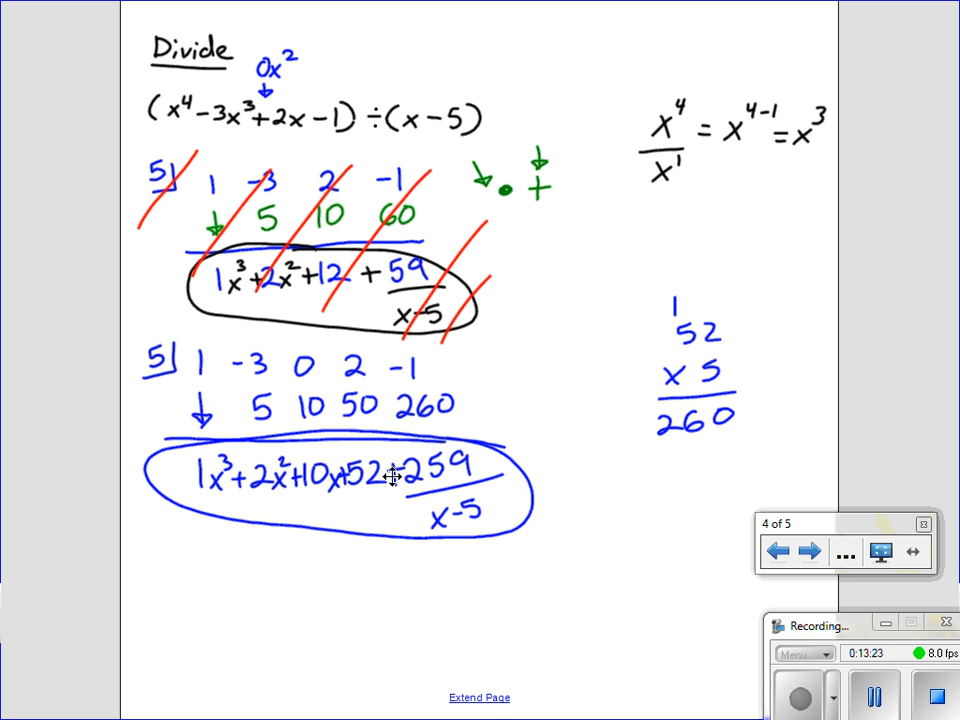 Divide
0x²
↓
(x⁴ - 3x³ + 2x - 1) ÷ (x - 5)
x⁴/x¹ = x⁴⁻¹ = x³
5| 1 -3 2 -1
↓ • ↓ +
↓ 5 10 60
1x³ + 2x² + 12 + 59/(x-5)
5| 1 -3 0 2 -1
↓ 5 10 50 260
1x³ + 2x² + 10x + 52 + 259/(x-5)
1
52
x 5
260
4 of 5
...
Recording...
Menu
0:13:23
8.0 fps
Extend Page